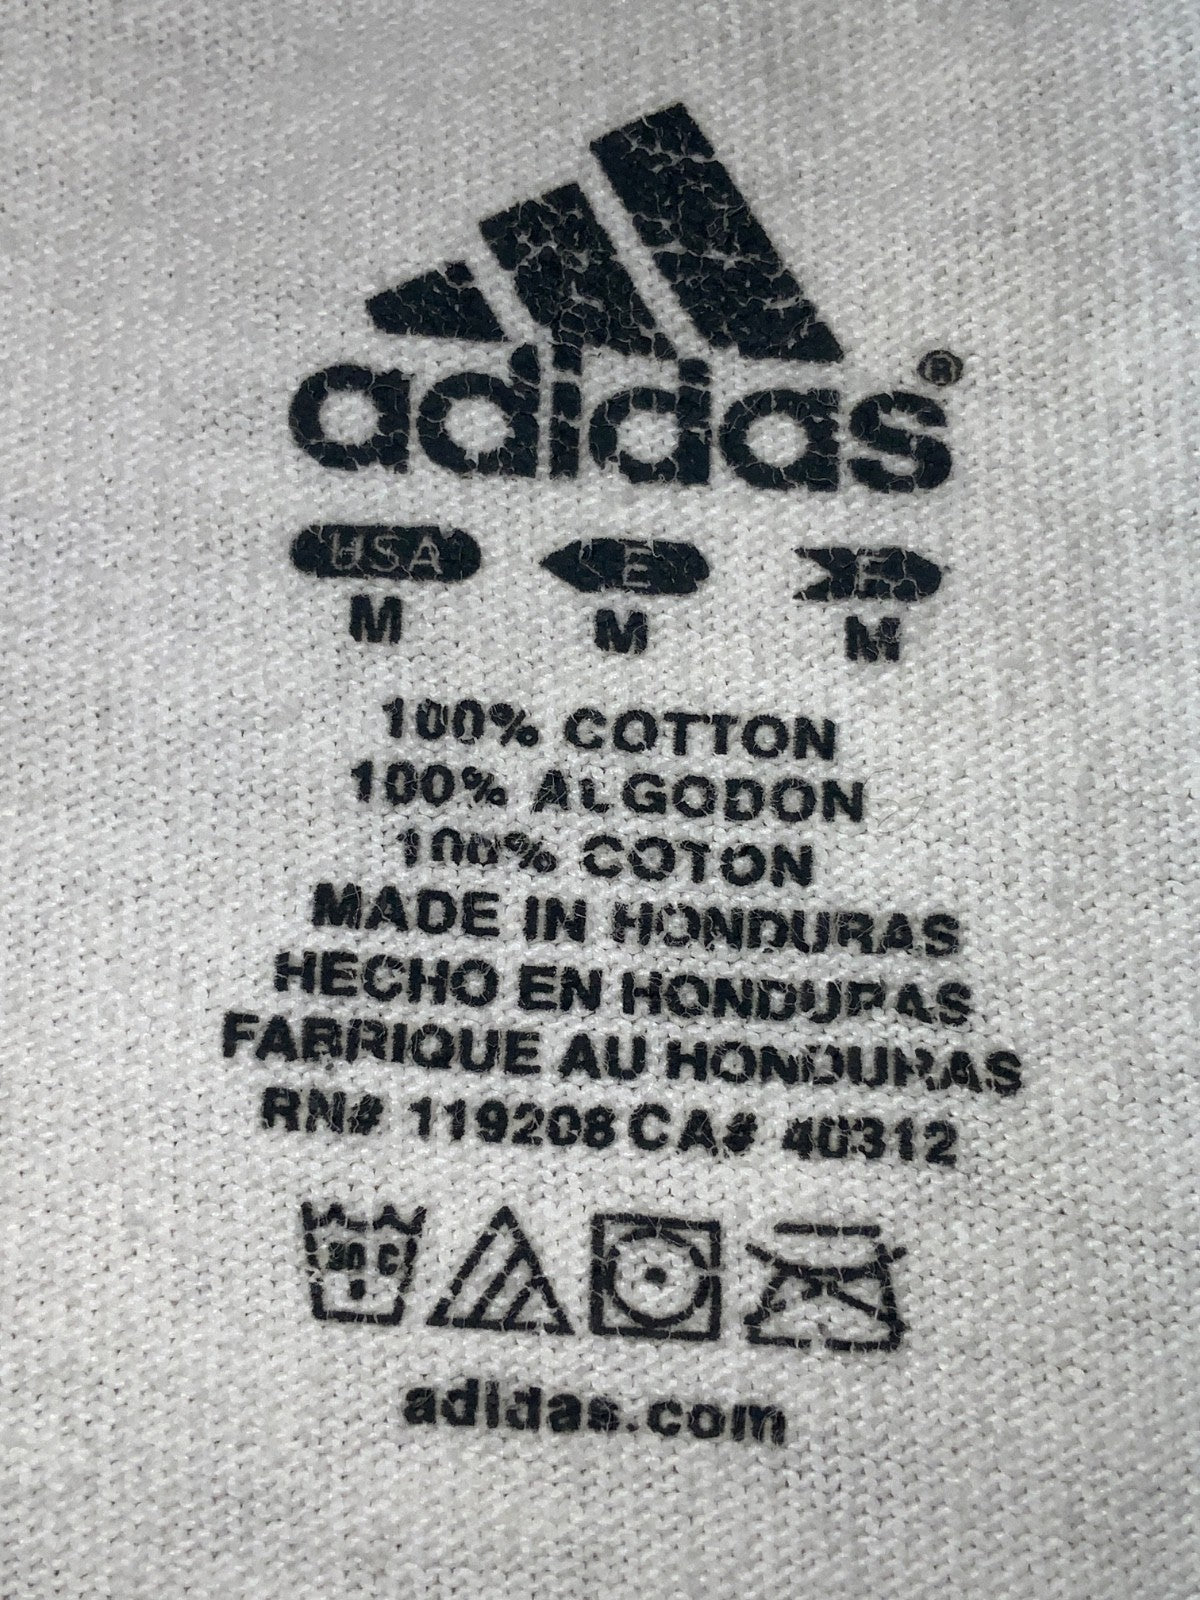 adidas®
USA E F
M M M
100% COTTON
100% ALGODON
100% COTON
MADE IN HONDURAS
HECHO EN HONDURAS
FABRIQUE AU HONDURAS
RN# 119208 CA# 40312
30 C
adidas.com